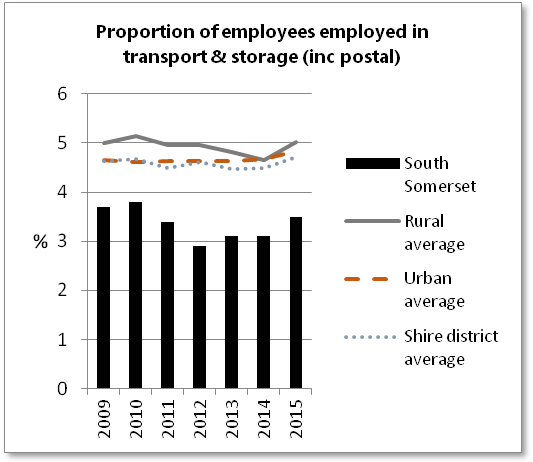 Proportion of employees employed in
transport & storage (inc postal)
6
5
4
3
2
1
0
%
2009
2010
2011
2012
2013
2014
2015
South
Somerset
Rural
average
Urban
average
Shire district
average